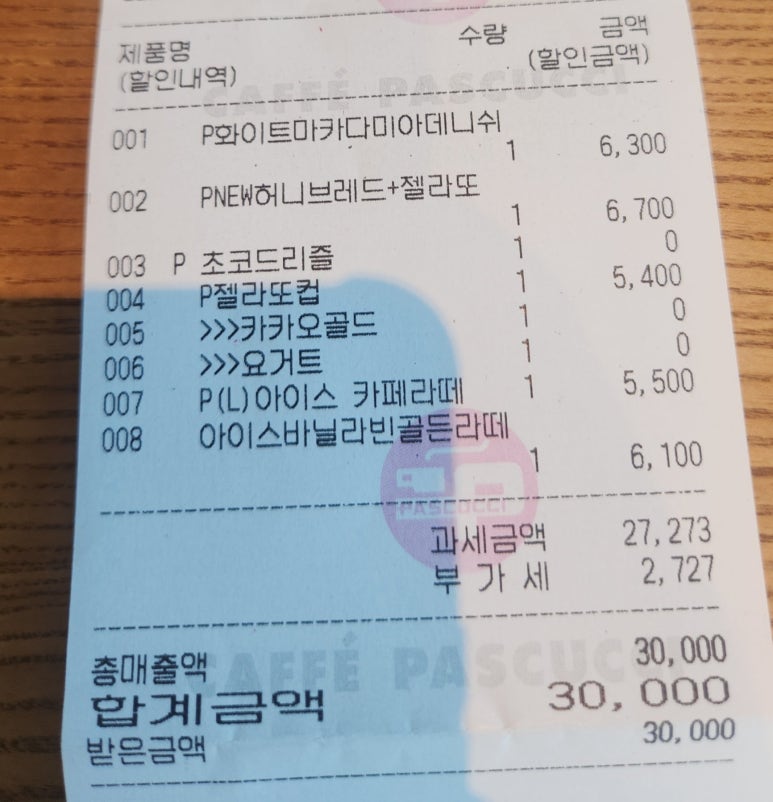 제품명 수량 금액
(할인내역) (할인금액)
CAFFÉ PASCUCCI
001 P화이트마카다미아데니쉬
1 6,300
002 PNEW허니브레드+젤라또
1 6,700
003 P 초코드리즐 1 0
004 P젤라또컵 1 5,400
005 >>>카카오골드 1 0
006 >>>요거트 1 0
007 P(L)아이스 카페라떼 1 5,500
008 아이스바닐라빈골든라떼
1 6,100
PASCUCCI
과세금액 27,273
부 가 세 2,727
총매출액 30,000
CAFFÉ PASCUCCI
합계금액 30,000
받은금액 30,000